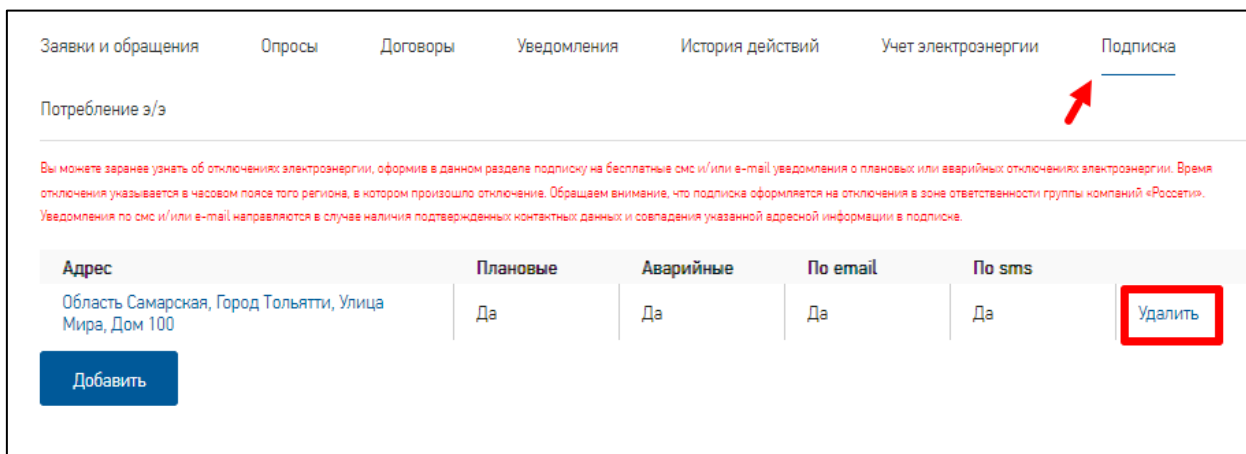 Заявки и обращения Опросы Договоры Уведомления История действий Учет электроэнергии Подписка
Потребление э/э
Вы можете заранее узнать об отключениях электроэнергии, оформив в данном разделе подписку на бесплатные смс и/или e-mail уведомления о плановых или аварийных отключениях электроэнергии. Время
отключения указывается в часовом поясе того региона, в котором произошло отключение. Обращаем внимание, что подписка оформляется на отключения в зоне ответственности группы компаний «Россети».
Уведомления по смс и/или e-mail направляются в случае наличия подтвержденных контактных данных и совпадения указанной адресной информации в подписке.
Адрес Плановые Аварийные По email По sms
Область Самарская, Город Тольятти, Улица
Мира, Дом 100 Да Да Да Да Удалить
Добавить